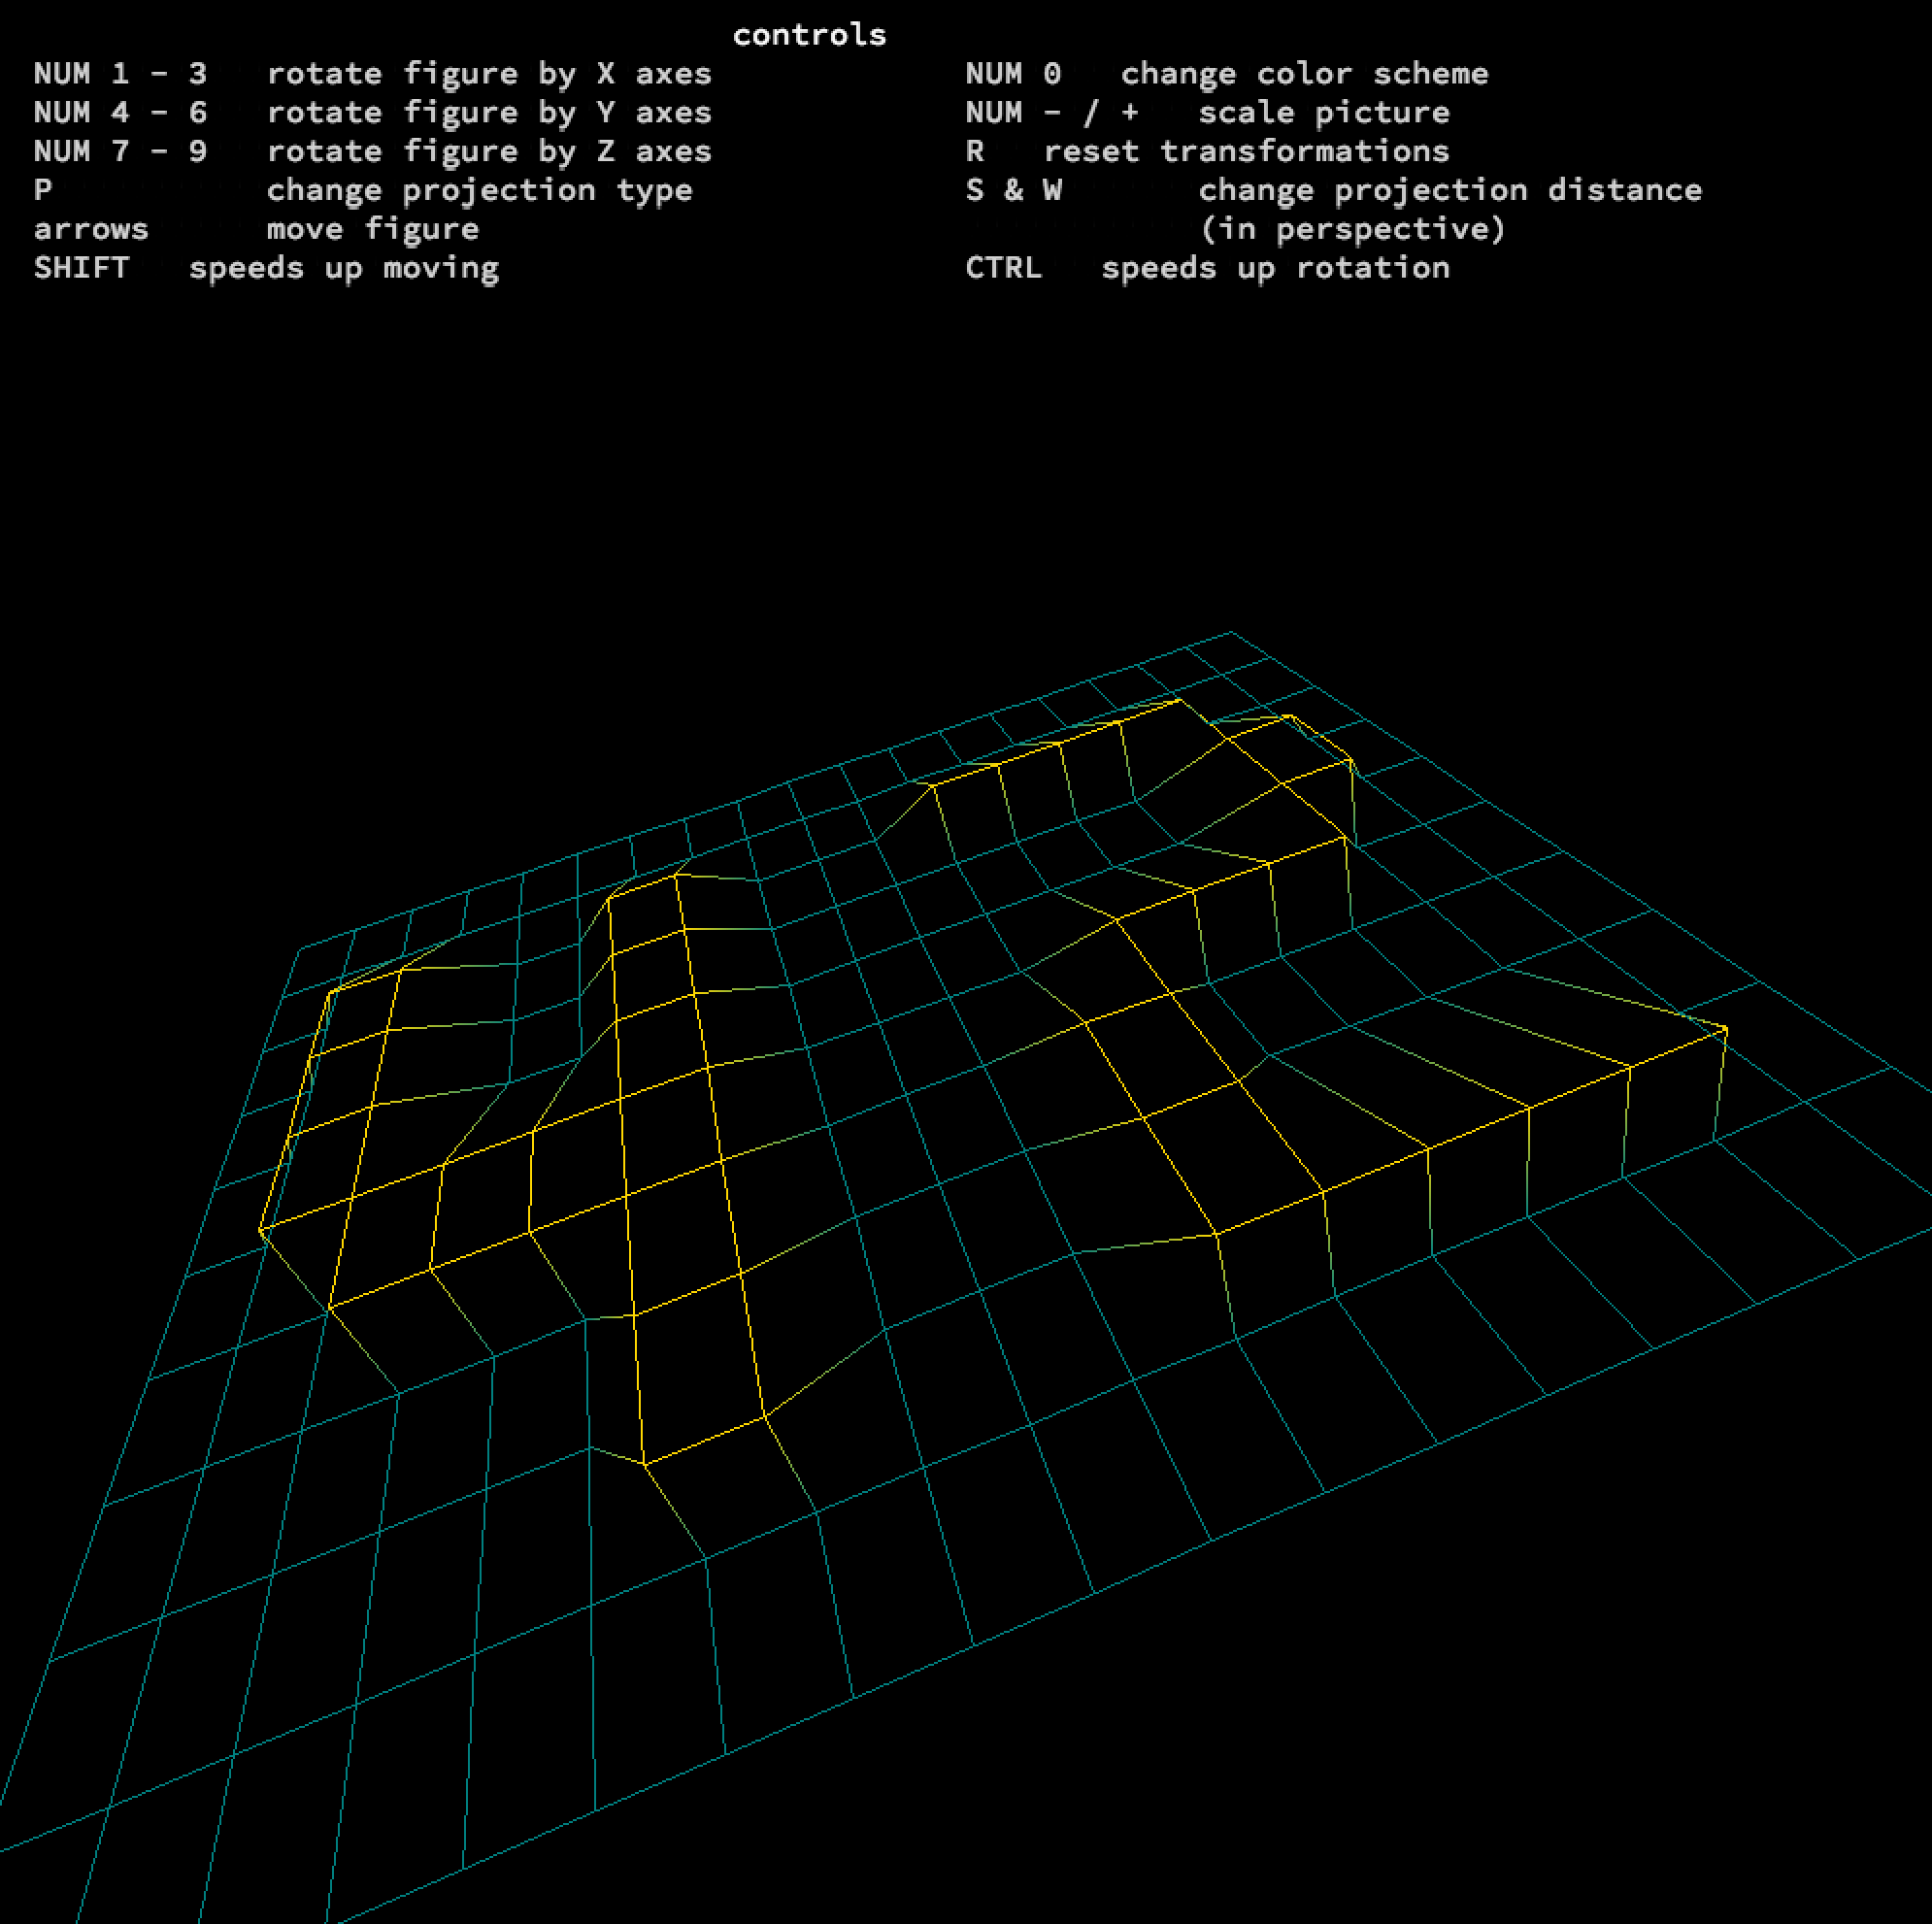 controls
NUM 1 - 3 rotate figure by X axes NUM 0 change color scheme
NUM 4 - 6 rotate figure by Y axes NUM - / + scale picture
NUM 7 - 9 rotate figure by Z axes R reset transformations
P change projection type S & W change projection distance
arrows move figure (in perspective)
SHIFT speeds up moving CTRL speeds up rotation